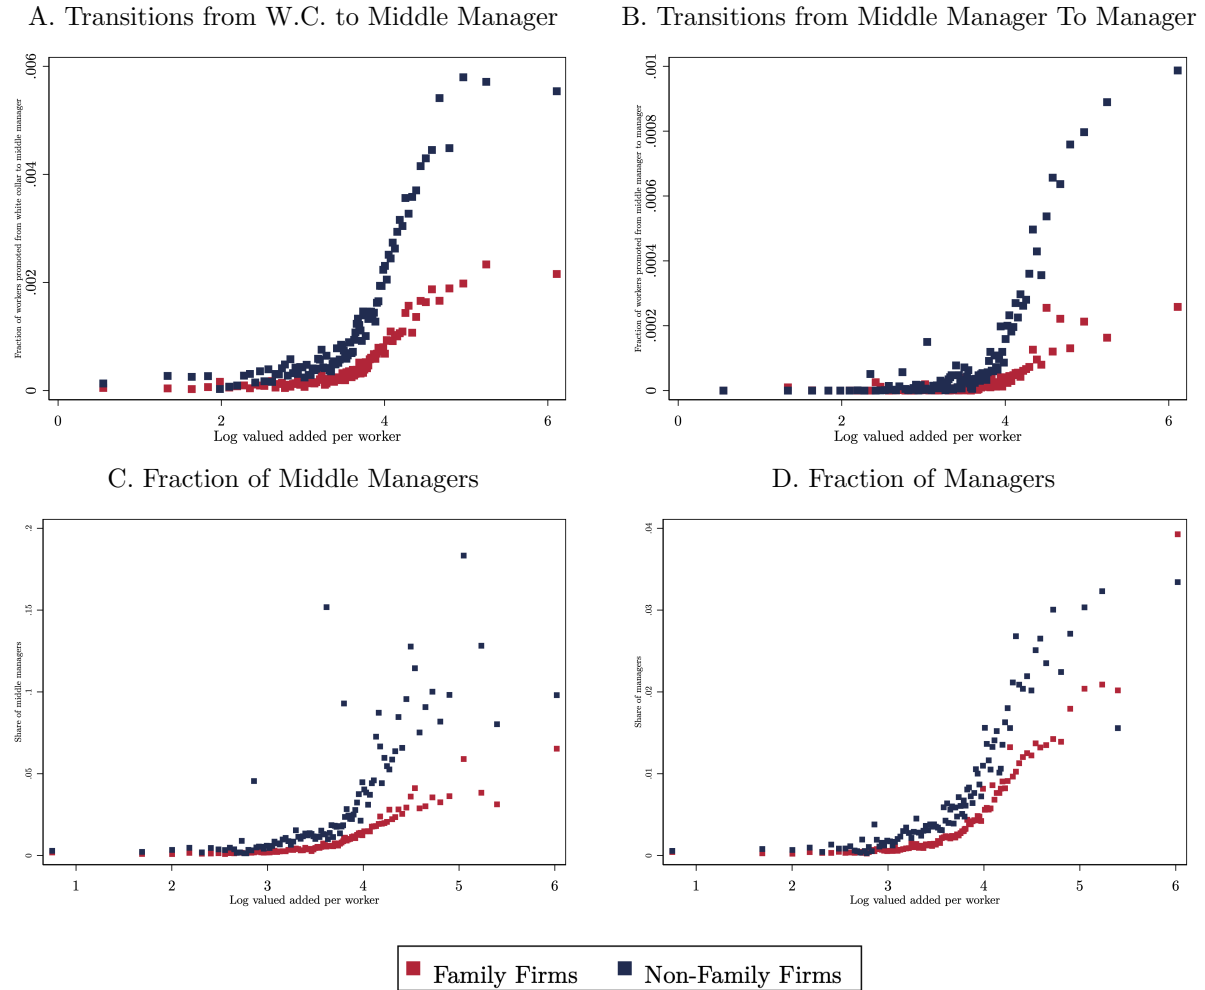 A. Transitions from W.C. to Middle Manager
Fraction of workers promoted from white collar to middle manager
.006
.004
.002
0
0 2 4 6
Log valued added per worker
B. Transitions from Middle Manager To Manager
Fraction of workers promoted from middle manager to manager
.001
.0008
.0006
.0004
.0002
0
0 2 4 6
Log valued added per worker
C. Fraction of Middle Managers
Share of middle managers
.2
.15
.1
.05
0
1 2 3 4 5 6
Log valued added per worker
D. Fraction of Managers
Share of managers
.04
.03
.02
.01
0
1 2 3 4 5 6
Log valued added per worker
Family Firms Non-Family Firms